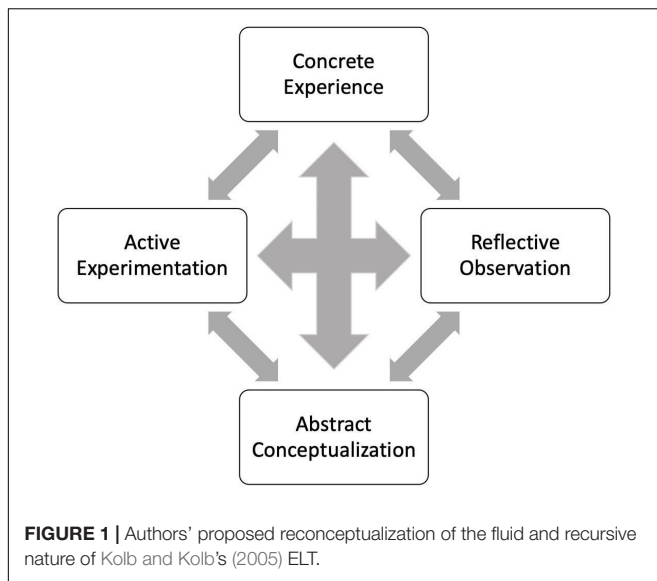 Concrete
Experience
Active
Experimentation
Reflective
Observation
Abstract
Conceptualization
FIGURE 1 | Authors’ proposed reconceptualization of the fluid and recursive
nature of Kolb and Kolb’s (2005) ELT.